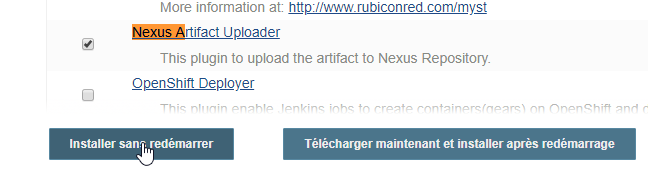 More information at: http://www.rubiconred.com/myst
Nexus Artifact Uploader
This plugin to upload the artifact to Nexus Repository.
OpenShift Deployer
This plugin enable Jenkins jobs to create containers(gears) on OpenShift and
Installer sans redémarrer
Télécharger maintenant et installer après redémarrage